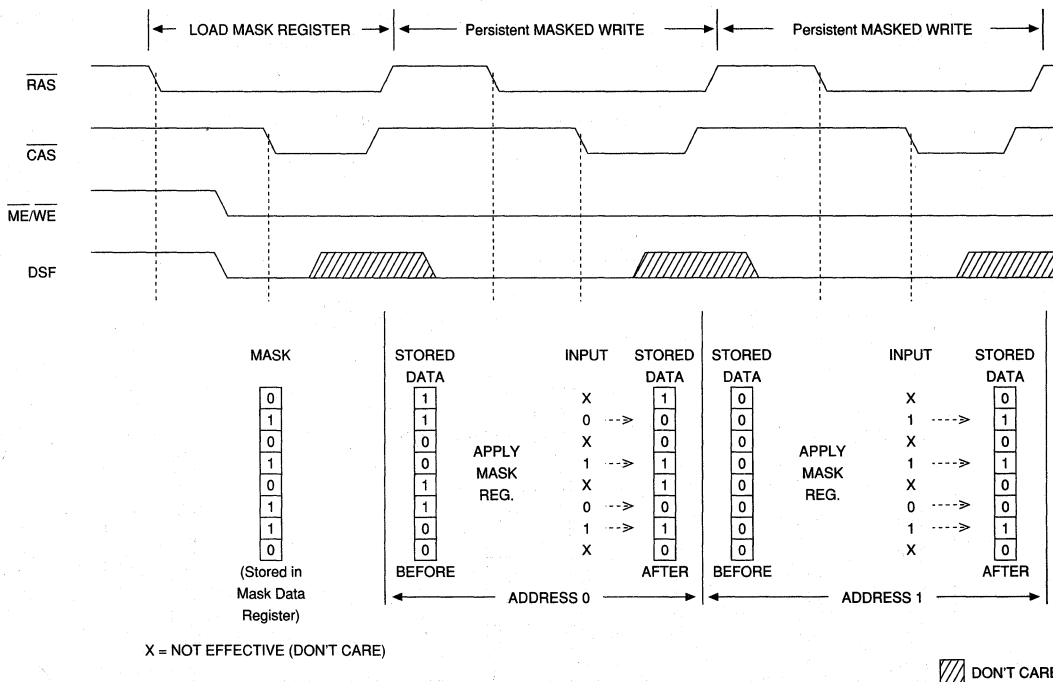 LOAD MASK REGISTER Persistent MASKED WRITE Persistent MASKED WRITE
RAS
CAS
ME/WE
DSF
MASK STORED INPUT STORED STORED INPUT STORED
DATA DATA DATA DATA
0 1 X 1 0 X 0
1 1 0 0 0 1 1
0 0 X 0 0 X 0
1 0 APPLY 1 1 0 APPLY 1 1
0 1 MASK X 1 0 MASK X 0
1 1 REG. 0 0 0 REG. 0 0
1 0 1 1 0 1 1
0 0 X 0 0 X 0
(Stored in BEFORE AFTER BEFORE AFTER
Mask Data ADDRESS 0 ADDRESS 1
Register)
X = NOT EFFECTIVE (DON'T CARE)
DON'T CARE